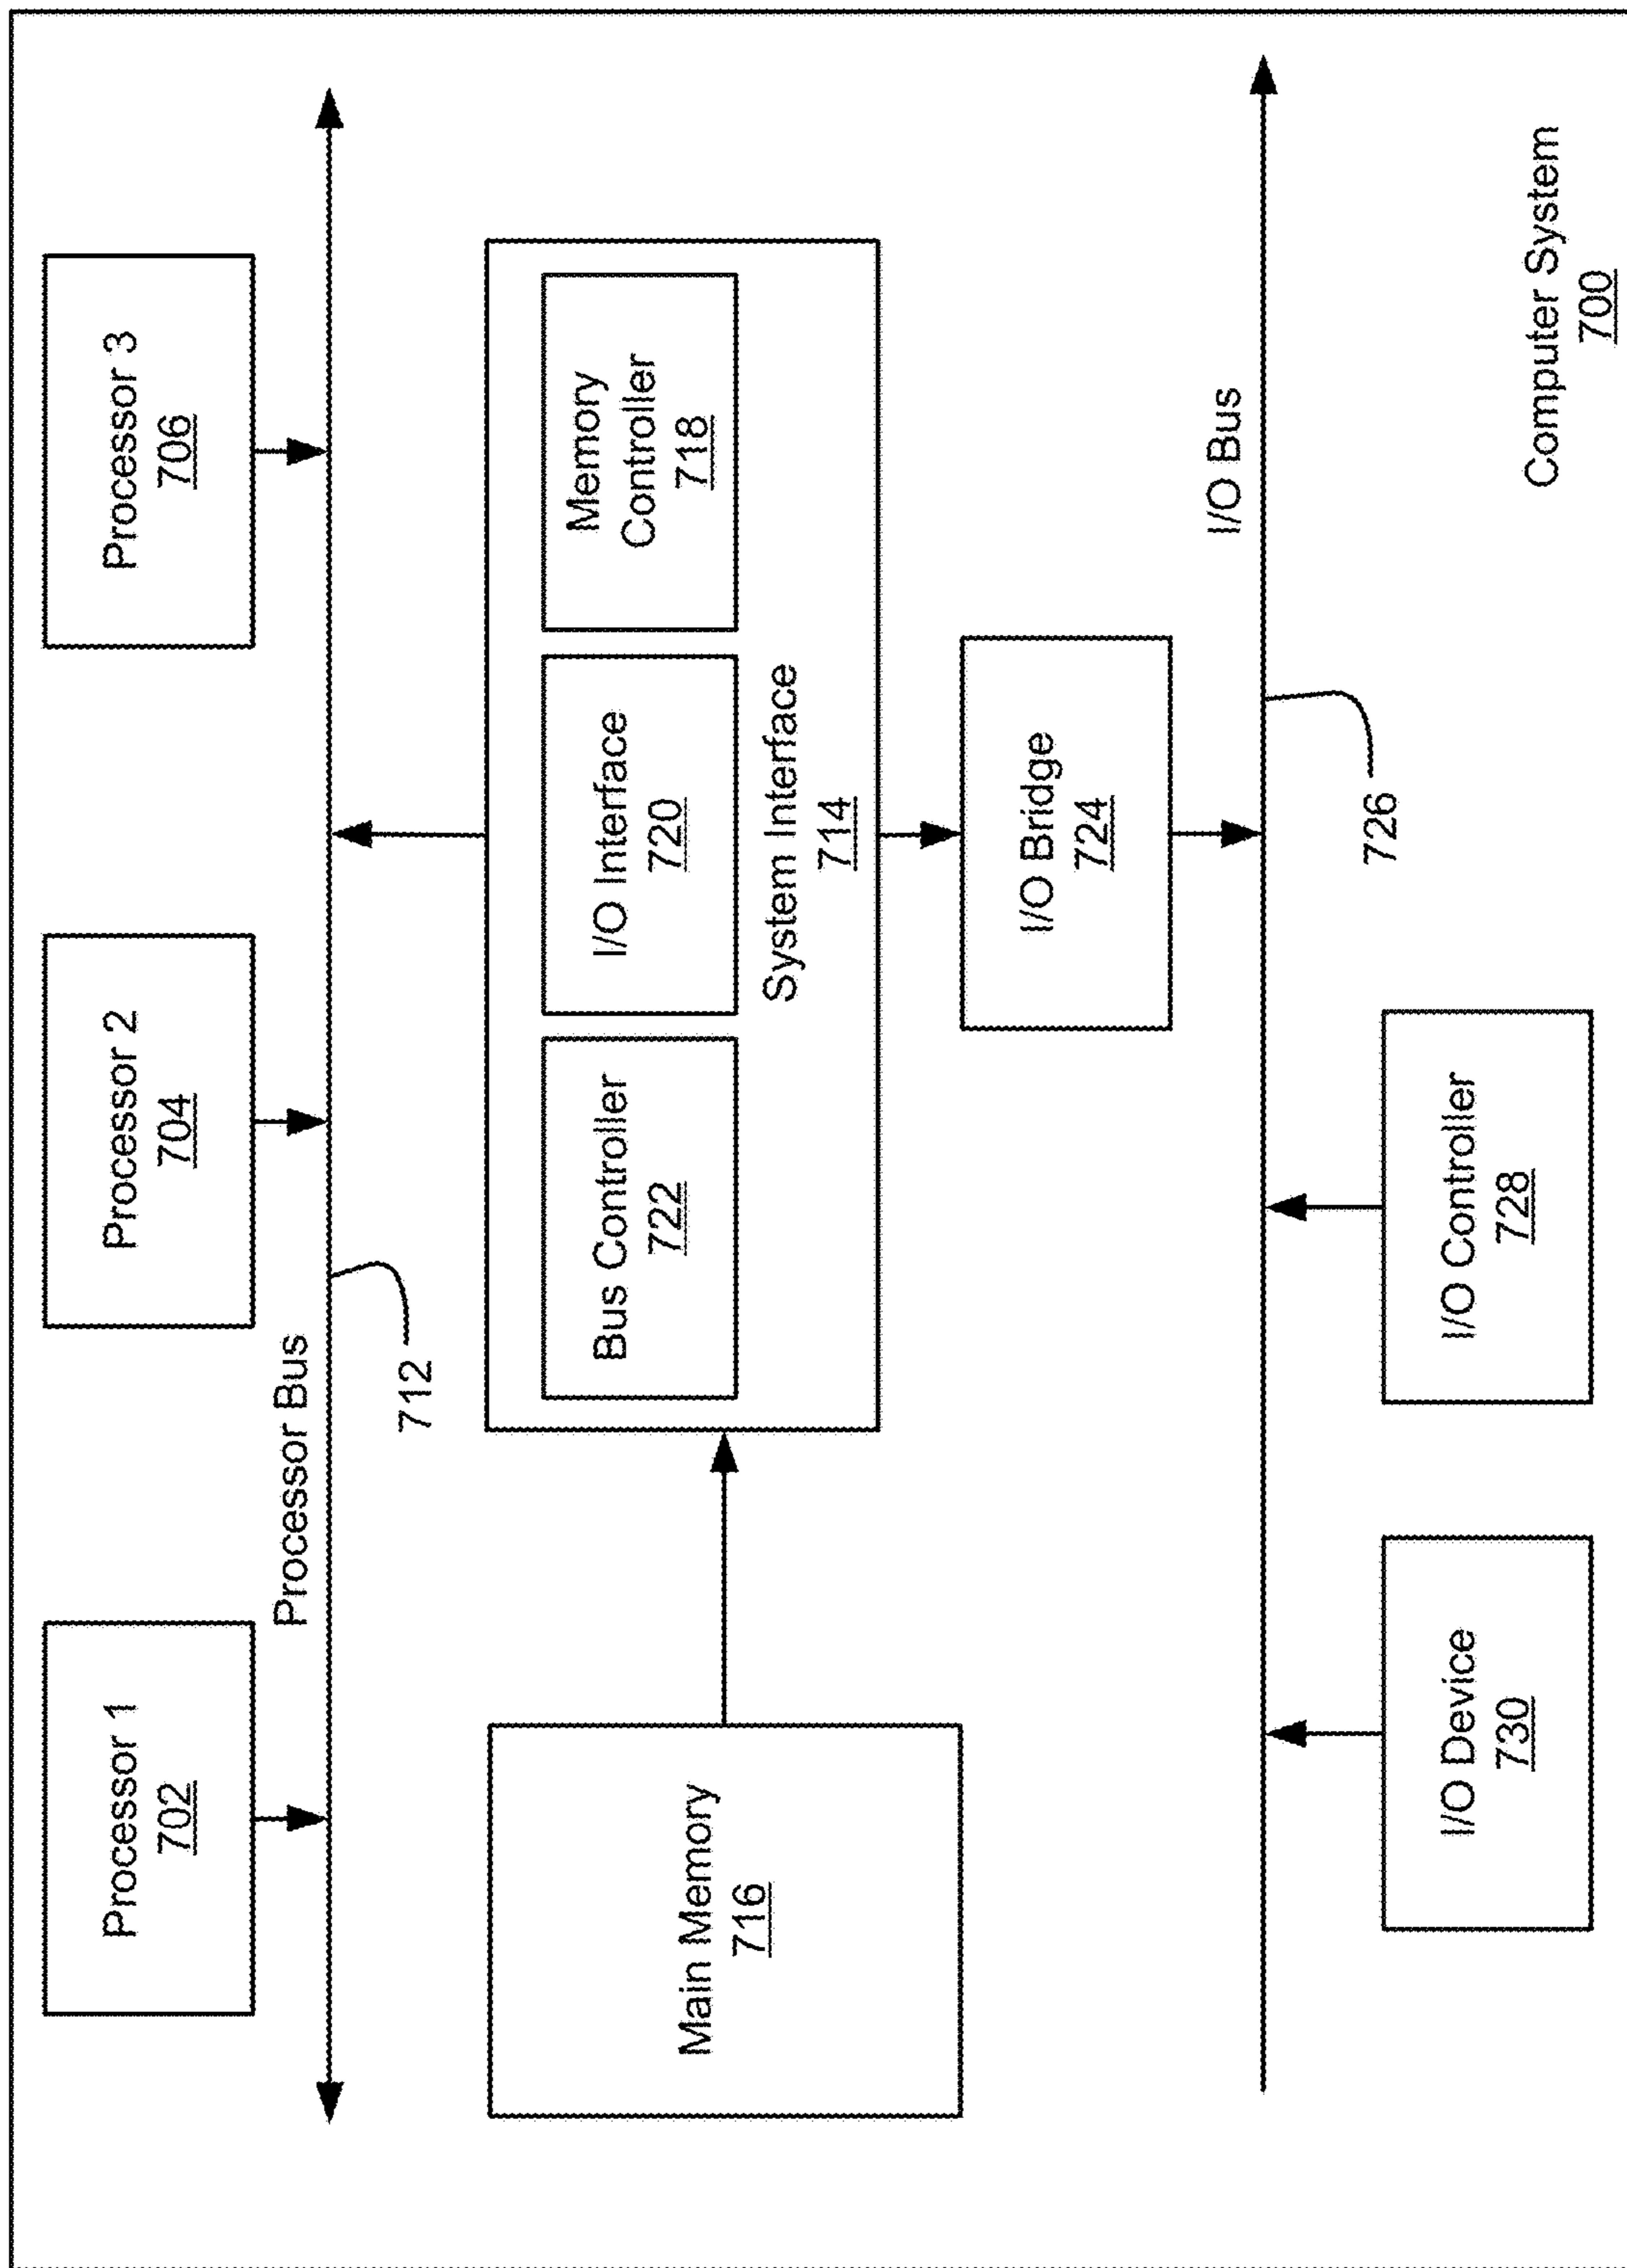 Processor 1
702
Processor 2
704
Processor 3
706
Processor Bus
712
Main Memory
716
Bus Controller
722
I/O Interface
720
Memory
Controller
718
System Interface
714
I/O Bridge
724
I/O Bus
726
I/O Device
730
I/O Controller
728
Computer System
700